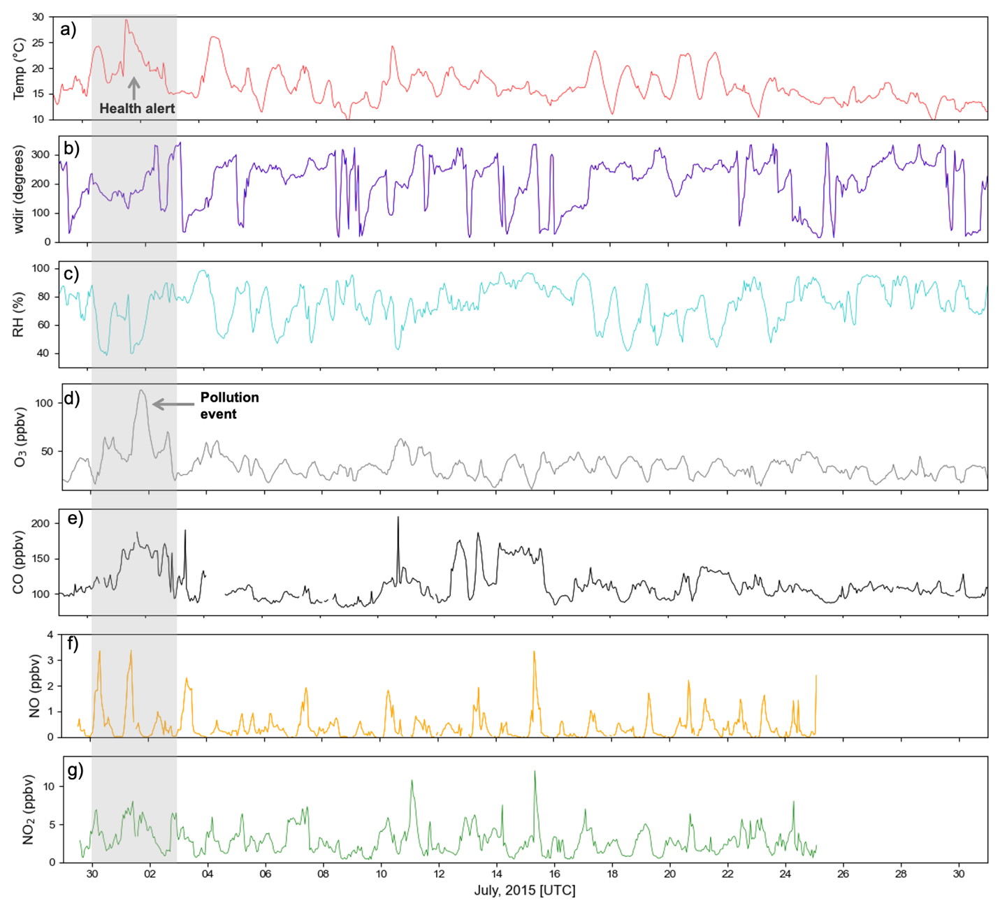 a)
Temp (°C)
30
25
20
15
10
Health alert
b)
wdir (degrees)
300
200
100
0
c)
RH (%)
100
80
60
40
d)
O₃ (ppbv)
100
50
Pollution
event
e)
CO (ppbv)
200
150
100
f)
NO (ppbv)
4
3
2
1
0
g)
NO₂ (ppbv)
10
5
0
30 02 04 06 08 10 12 14 16 18 20 22 24 26 28 30
July, 2015 [UTC]